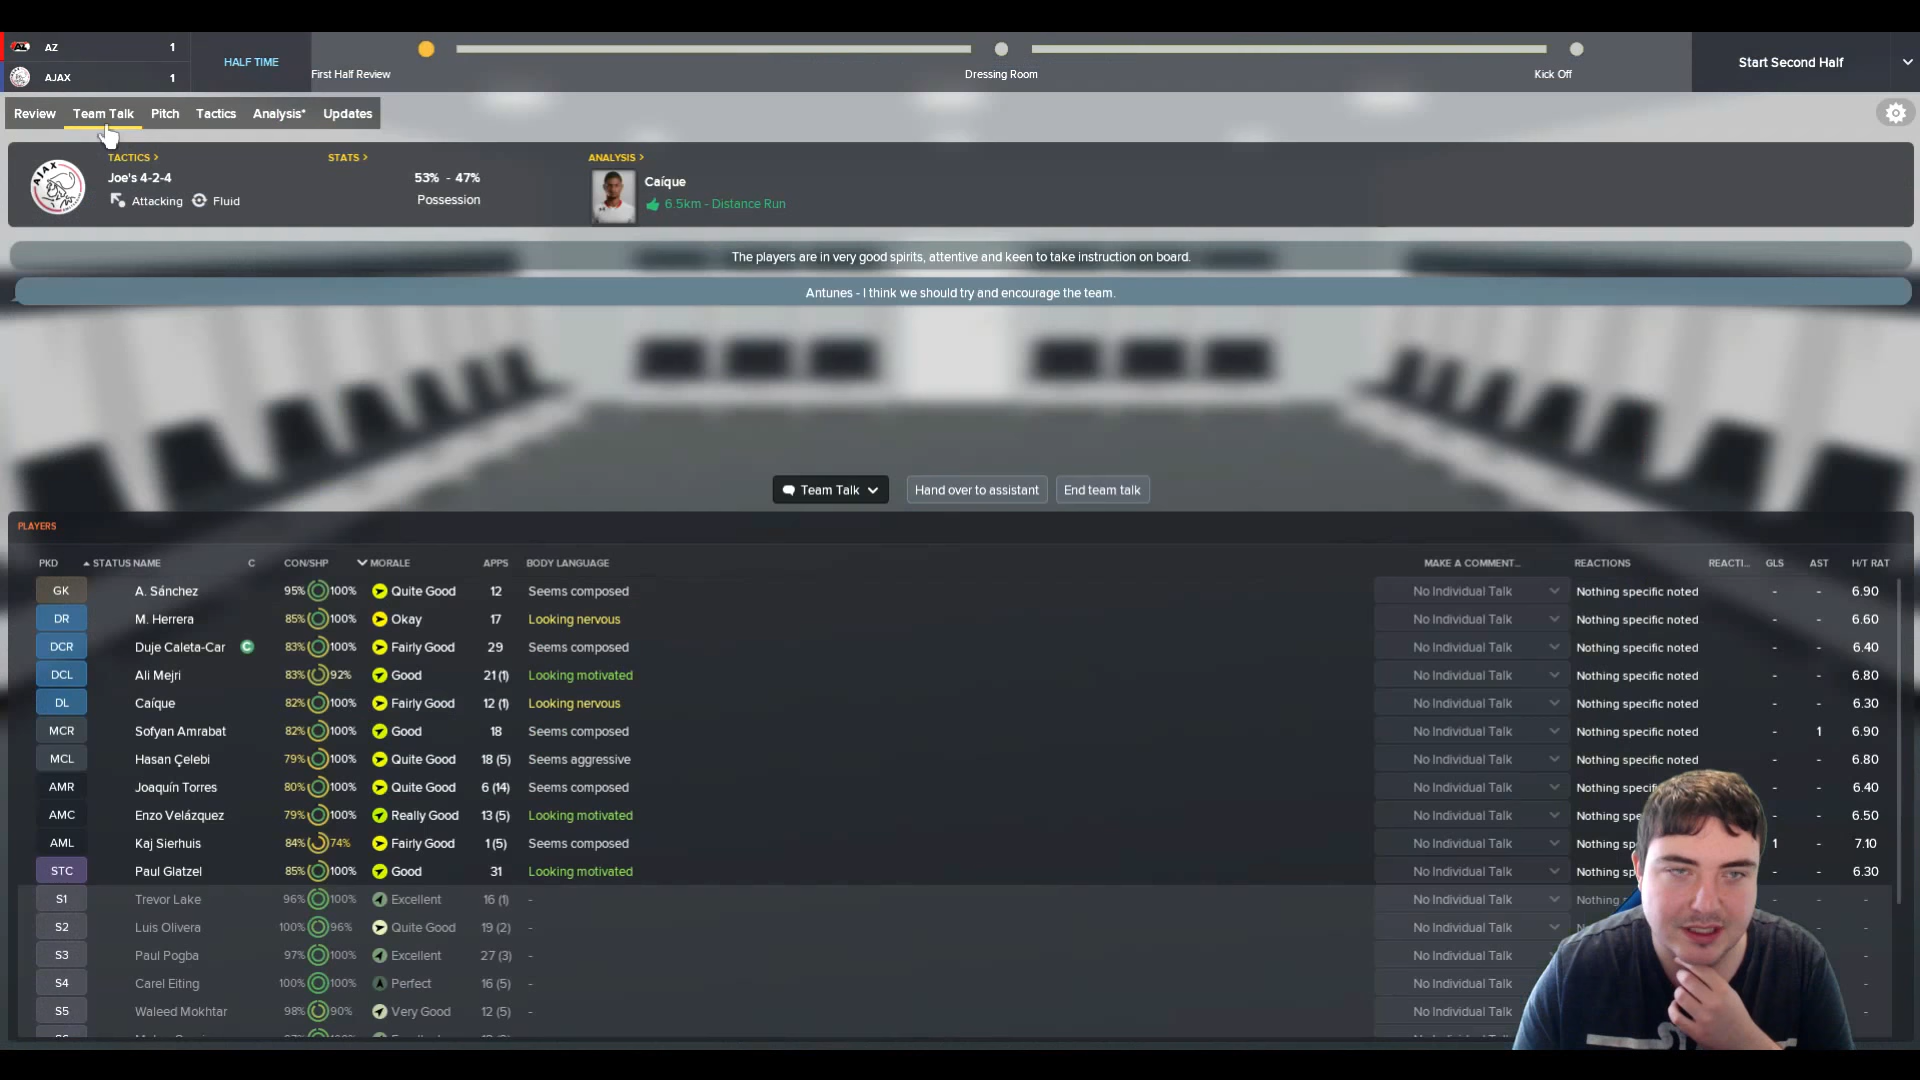 AZ 1
AJAX 1
HALF TIME
First Half Review
Dressing Room
Kick Off
Start Second Half
Review Team Talk Pitch Tactics Analysis* Updates
TACTICS >
Joe's 4-2-4
Attacking Fluid
STATS >
53% - 47%
Possession
ANALYSIS >
Caíque
6.5km - Distance Run
The players are in very good spirits, attentive and keen to take instruction on board.
Antunes - I think we should try and encourage the team.
Team Talk Hand over to assistant End team talk
PLAYERS
PKD STATUS NAME C CON/SHP MORALE APPS BODY LANGUAGE MAKE A COMMENT... REACTIONS REACTI... GLS AST H/T RAT
GK A. Sánchez 95% 100% Quite Good 12 Seems composed No Individual Talk Nothing specific noted - - 6.90
DR M. Herrera 85% 100% Okay 17 Looking nervous No Individual Talk Nothing specific noted - - 6.60
DCR Duje Caleta-Car C 83% 100% Fairly Good 29 Seems composed No Individual Talk Nothing specific noted - - 6.40
DCL Ali Mejri 83% 92% Good 21 (1) Looking motivated No Individual Talk Nothing specific noted - - 6.80
DL Caíque 82% 100% Fairly Good 12 (1) Looking nervous No Individual Talk Nothing specific noted - - 6.30
MCR Sofyan Amrabat 82% 100% Good 18 Seems composed No Individual Talk Nothing specific noted - 1 6.90
MCL Hasan Çelebi 79% 100% Quite Good 18 (5) Seems aggressive No Individual Talk Nothing specific noted - - 6.80
AMR Joaquín Torres 80% 100% Quite Good 6 (14) Seems composed No Individual Talk Nothing - - 6.40
AMC Enzo Velázquez 79% 100% Really Good 13 (5) Looking motivated No Individual Talk Nothing - - 6.50
AML Kaj Sierhuis 84% 74% Fairly Good 1 (5) Seems composed No Individual Talk Nothing 1 - 7.10
STC Paul Glatzel 85% 100% Good 31 Looking motivated No Individual Talk Nothing - - 6.30
S1 Trevor Lake 96% 100% Excellent 16 (1) - No Individual Talk Nothing - - -
S2 Luis Olivera 100% 96% Quite Good 19 (2) - No Individual Talk -
S3 Paul Pogba 97% 100% Excellent 27 (3) - No Individual Talk -
S4 Carel Eiting 100% 100% Perfect 16 (5) - No Individual Talk -
S5 Waleed Mokhtar 98% 90% Very Good 12 (5) - No Individual Talk -